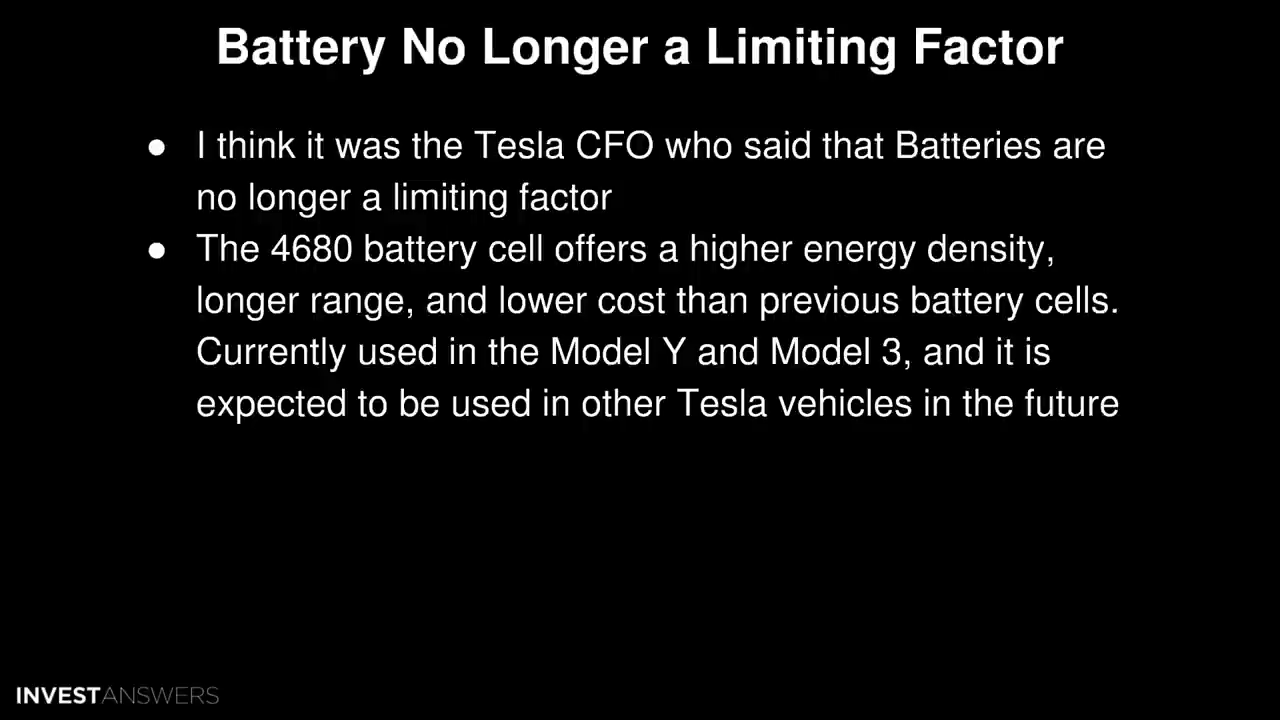 Battery No Longer a Limiting Factor
● I think it was the Tesla CFO who said that Batteries are
no longer a limiting factor
● The 4680 battery cell offers a higher energy density,
longer range, and lower cost than previous battery cells.
Currently used in the Model Y and Model 3, and it is
expected to be used in other Tesla vehicles in the future
INVESTANSWERS